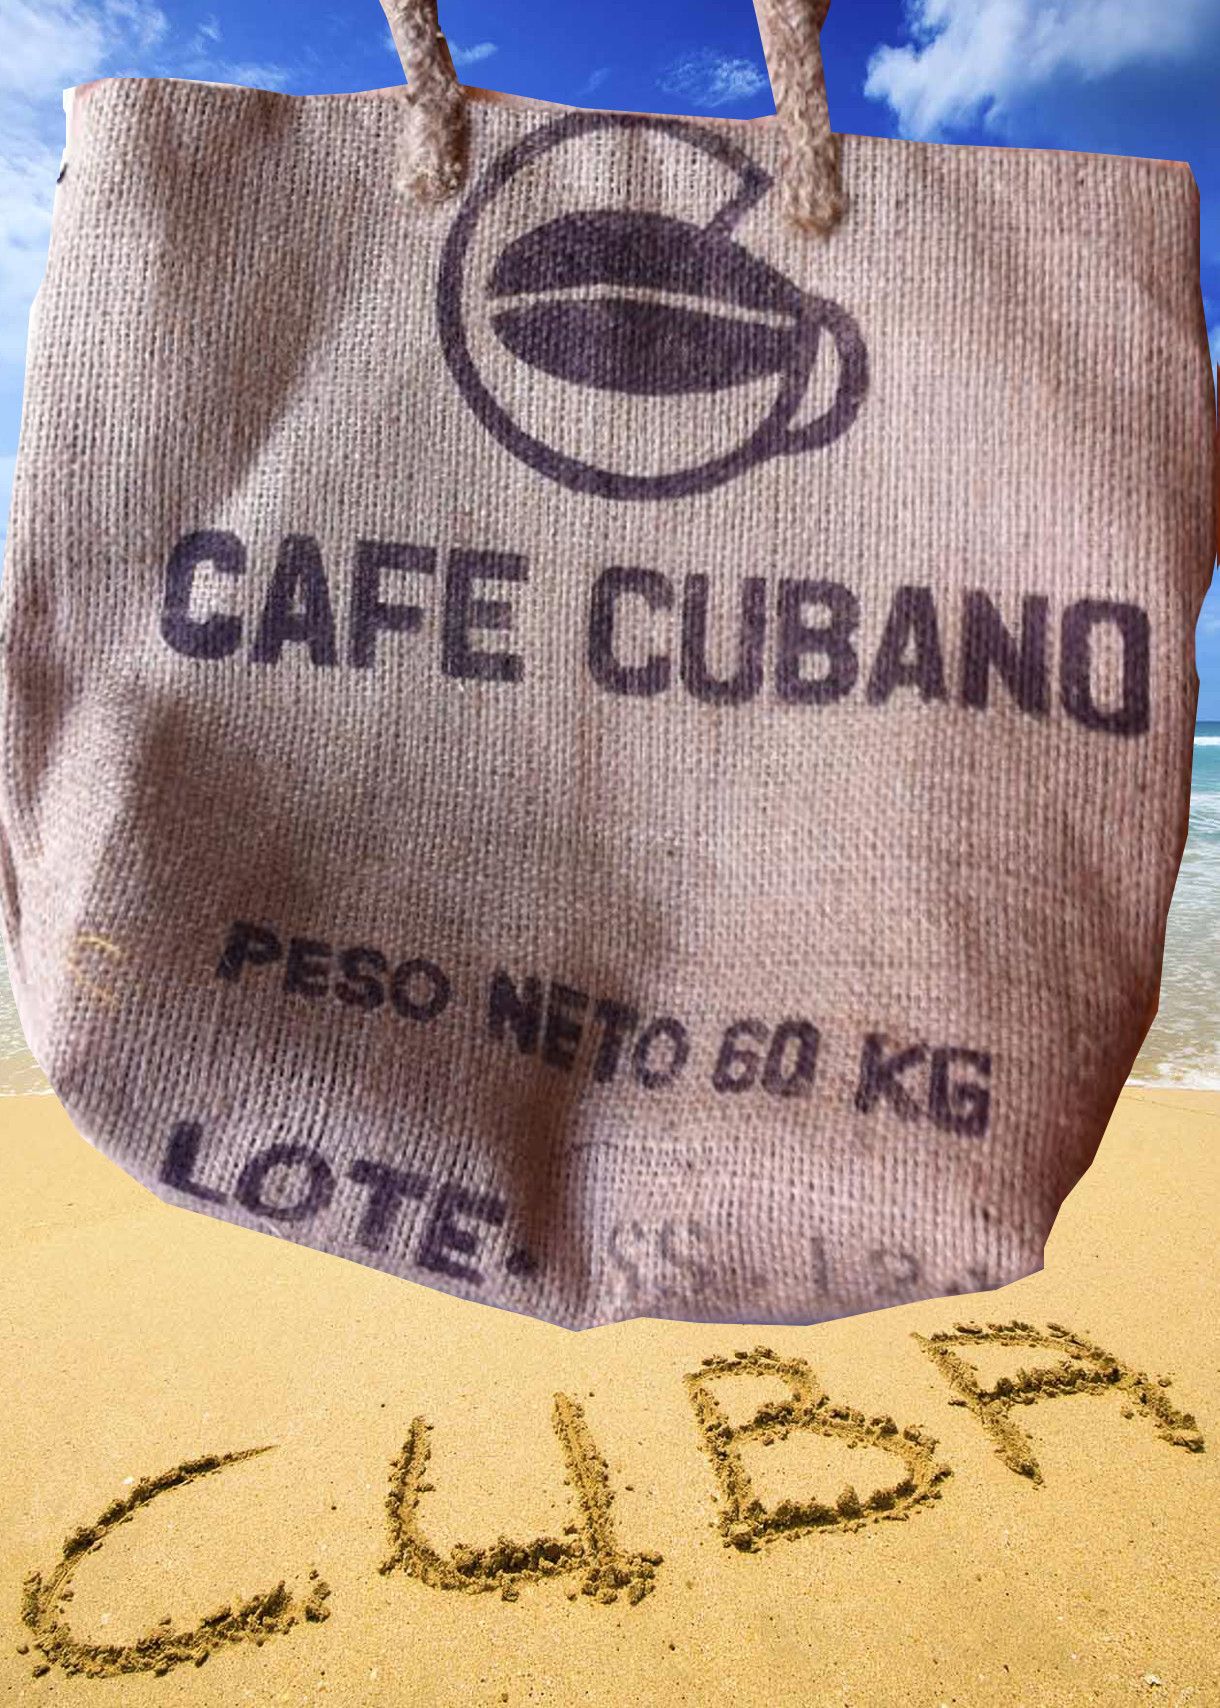 CAFE CUBANO
PESO NETO 60 KG
LOTE.
CUBA